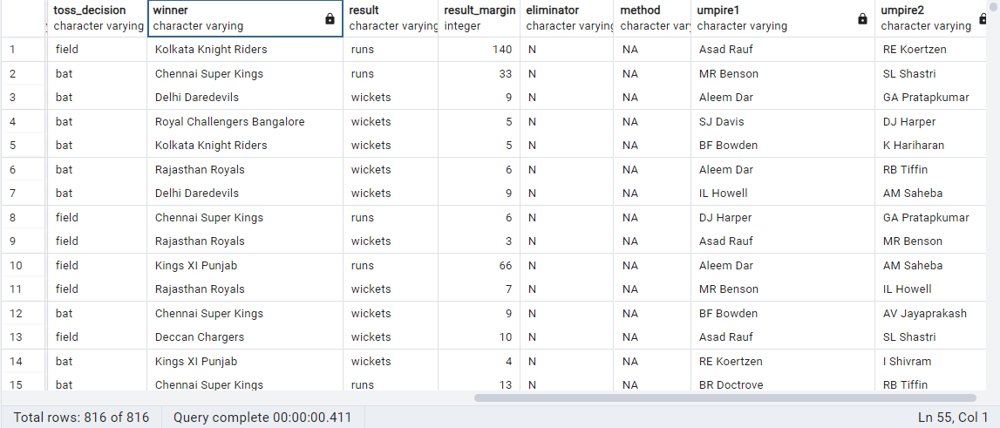 toss_decision winner result result_margin eliminator method umpire1 umpire2
character varying character varying character varying integer character varying character var character varying character varying
1 field Kolkata Knight Riders runs 140 N NA Asad Rauf RE Koertzen
2 bat Chennai Super Kings runs 33 N NA MR Benson SL Shastri
3 bat Delhi Daredevils wickets 9 N NA Aleem Dar GA Pratapkumar
4 bat Royal Challengers Bangalore wickets 5 N NA SJ Davis DJ Harper
5 bat Kolkata Knight Riders wickets 5 N NA BF Bowden K Hariharan
6 bat Rajasthan Royals wickets 6 N NA Aleem Dar RB Tiffin
7 bat Delhi Daredevils wickets 9 N NA IL Howell AM Saheba
8 field Chennai Super Kings runs 6 N NA DJ Harper GA Pratapkumar
9 field Rajasthan Royals wickets 3 N NA Asad Rauf MR Benson
10 field Kings XI Punjab runs 66 N NA Aleem Dar AM Saheba
11 field Rajasthan Royals wickets 7 N NA MR Benson IL Howell
12 bat Chennai Super Kings wickets 9 N NA BF Bowden AV Jayaprakash
13 field Deccan Chargers wickets 10 N NA Asad Rauf SL Shastri
14 bat Kings XI Punjab wickets 4 N NA RE Koertzen I Shivram
15 bat Chennai Super Kings runs 13 N NA BR Doctrove RB Tiffin
Total rows: 816 of 816 Query complete 00:00:00.411 Ln 55, Col 1